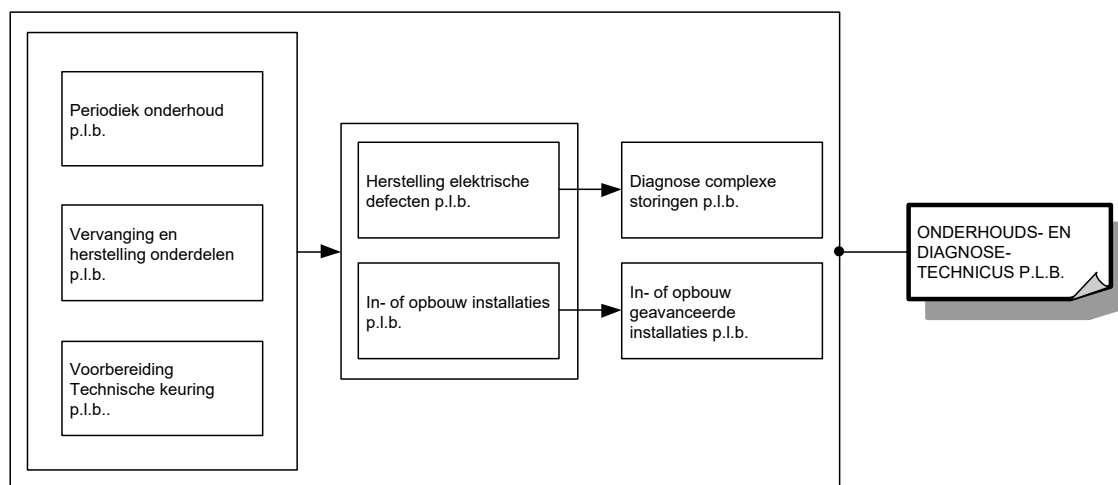 Periodiek onderhoud
p.l.b.
Vervanging en
herstelling onderdelen
p.l.b.
Voorbereiding
Technische keuring
p.l.b..
Herstelling elektrische
defecten p.l.b.
In- of opbouw installaties
p.l.b.
Diagnose complexe
storingen p.l.b.
In- of opbouw
geavanceerde
installaties p.l.b.
ONDERHOUDS- EN
DIAGNOSE-
TECHNICUS P.L.B.